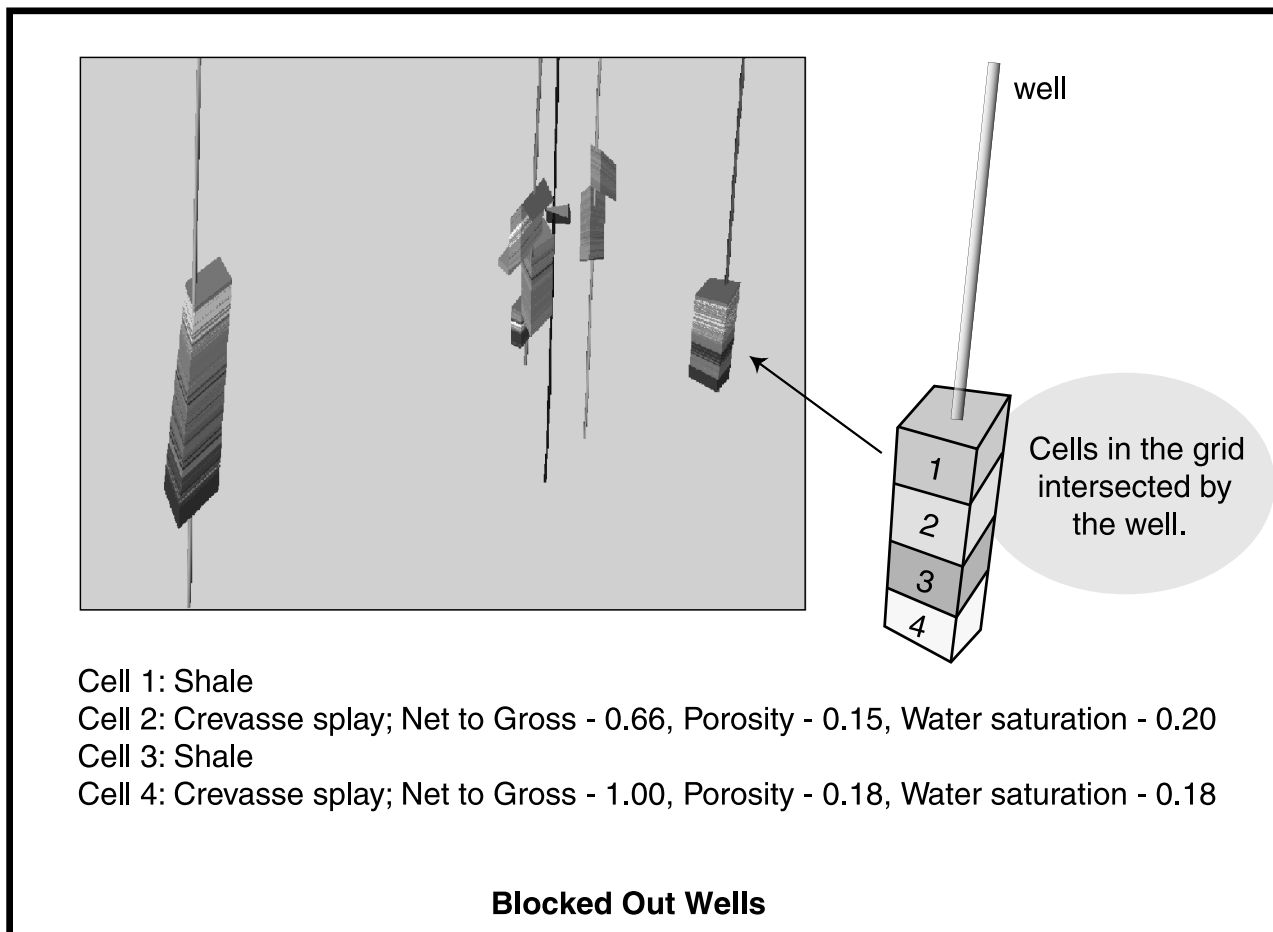 well
1
2
3
4
Cells in the grid
intersected by
the well.
Cell 1: Shale
Cell 2: Crevasse splay; Net to Gross - 0.66, Porosity - 0.15, Water saturation - 0.20
Cell 3: Shale
Cell 4: Crevasse splay; Net to Gross - 1.00, Porosity - 0.18, Water saturation - 0.18
Blocked Out Wells